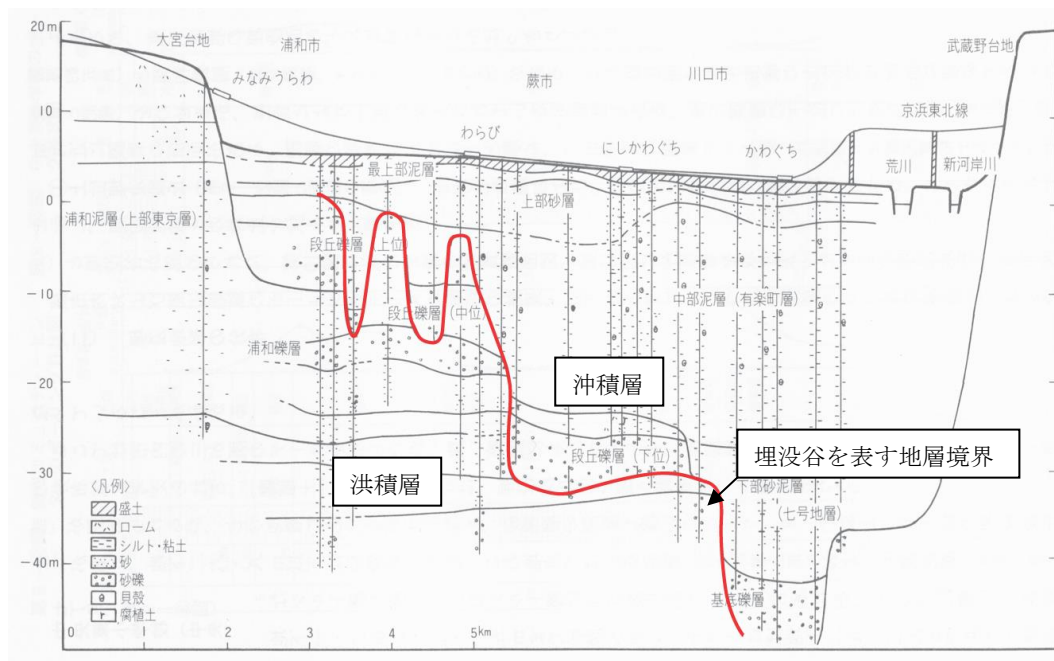 20m
大宮台地
浦和市
みなみうらわ
蕨市
川口市
武蔵野台地
京浜東北線
10
わらび
にしかわぐち
かわぐち
荒川
新河岸川
最上部泥層
上部砂層
0
浦和泥層(上部東京層)
段丘礫層(上位)
-10
段丘礫層(中位)
中部泥層(有楽町層)
浦和礫層
-20
沖積層
段丘礫層(下位)
埋没谷を表す地層境界
-30
洪積層
下部砂泥層
(七号地層)
〈凡例〉
盛土
ローム
シルト・粘土
砂
砂礫
貝殻
腐植土
-40m
基底礫層
0 1 2 3 4 5km